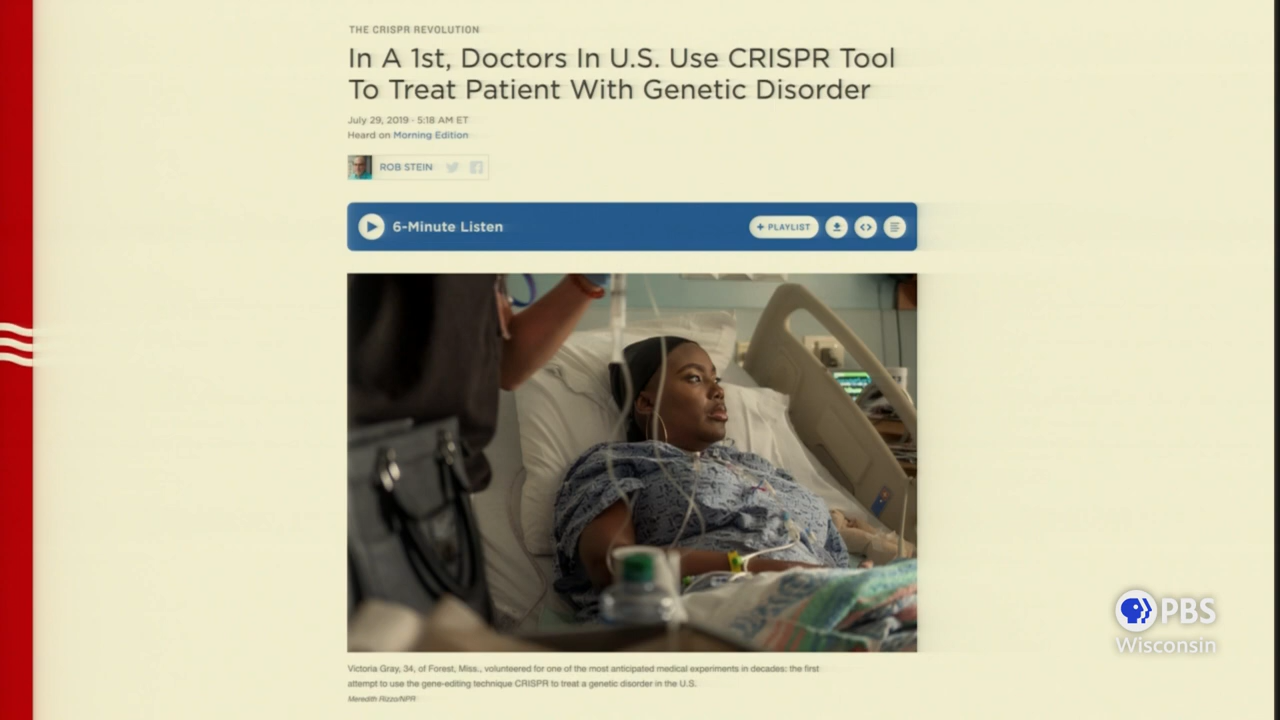 THE CRISPR REVOLUTION
In A 1st, Doctors In U.S. Use CRISPR Tool
To Treat Patient With Genetic Disorder
July 29, 2019 · 5:18 AM ET
Heard on Morning Edition
ROB STEIN
6-Minute Listen
+ PLAYLIST
Victoria Gray, 34, of Forest, Miss., volunteered for one of the most anticipated medical experiments in decades: the first
attempt to use the gene-editing technique CRISPR to treat a genetic disorder in the U.S.
Meredith Rizzo/NPR
PBS
Wisconsin